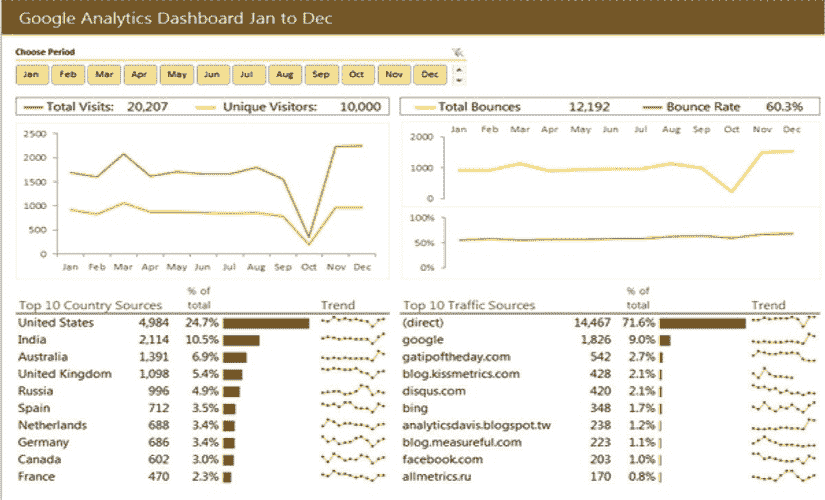 Google Analytics Dashboard Jan to Dec
Choose Period
Jan Feb Mar Apr May Jun Jul Aug Sep Oct Nov Dec
Total Visits: 20,207 Unique Visitors: 10,000
Total Bounces 12,192 Bounce Rate 60.3%
2500
2000
1500
1000
500
0
Jan Feb Mar Apr May Jun Jul Aug Sep Oct Nov Dec
Jan Feb Mar Apr May Jun Jul Aug Sep Oct Nov Dec
2000
1000
0
100%
50%
0%
Top 10 Country Sources % of total Trend
United States 4,984 24.7%
India 2,114 10.5%
Australia 1,391 6.9%
United Kingdom 1,098 5.4%
Russia 996 4.9%
Spain 712 3.5%
Netherlands 688 3.4%
Germany 686 3.4%
Canada 602 3.0%
France 470 2.3%
Top 10 Traffic Sources % of total Trend
(direct) 14,467 71.6%
google 1,826 9.0%
gatipoftheday.com 542 2.7%
blog.kissmetrics.com 428 2.1%
disqus.com 420 2.1%
bing 348 1.7%
analyticsdavis.blogspot.tw 238 1.2%
blog.measureful.com 223 1.1%
facebook.com 203 1.0%
allmetrics.ru 170 0.8%